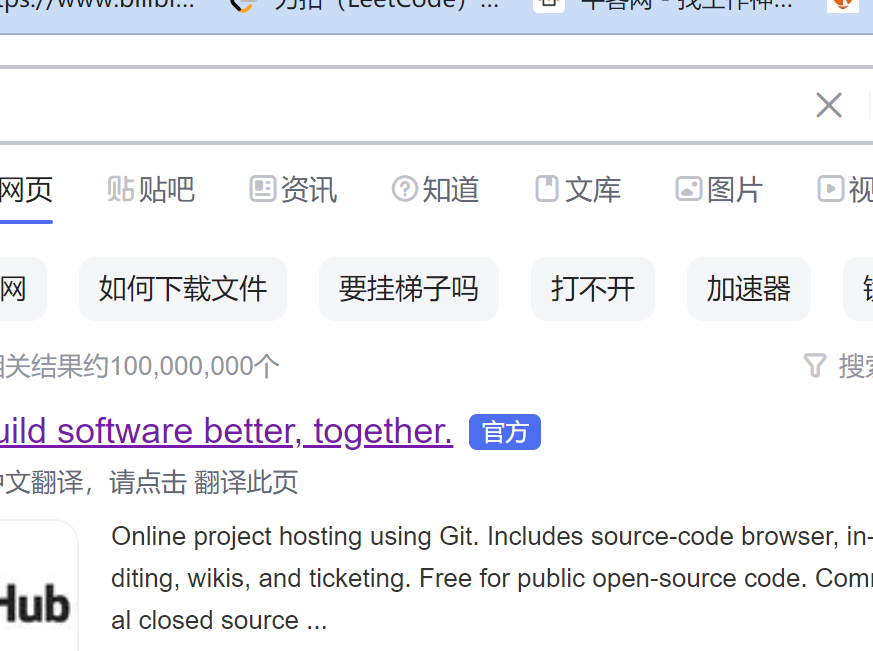 力扣（LeetCode）... 牛客网 - 找工作神...
网页 贴 贴吧 资讯 知道 文库 图片
网 如何下载文件 要挂梯子吗 打不开 加速器
相关结果约100,000,000个 搜索
uild software better, together. 官方
中文翻译，请点击 翻译此页
Online project hosting using Git. Includes source-code browser, in-
diting, wikis, and ticketing. Free for public open-source code. Comm
Hub
al closed source ...